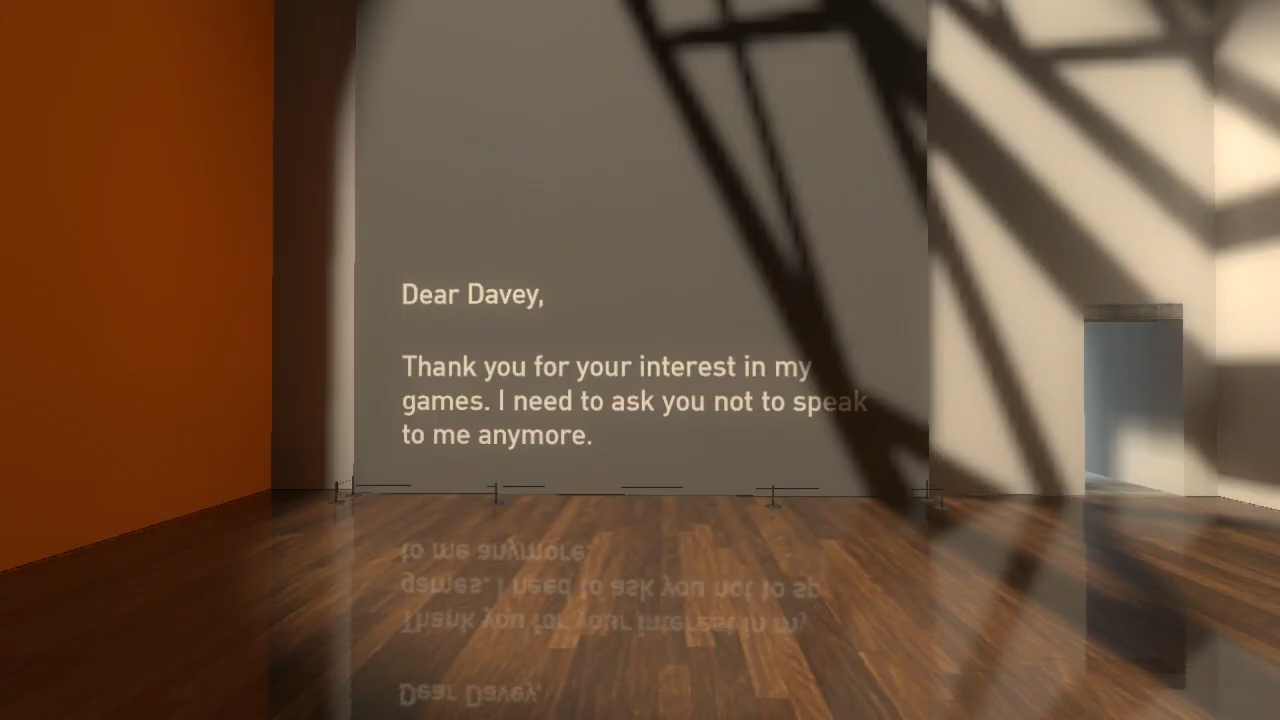 Dear Davey,
Thank you for your interest in my
games. I need to ask you not to speak
to me anymore.